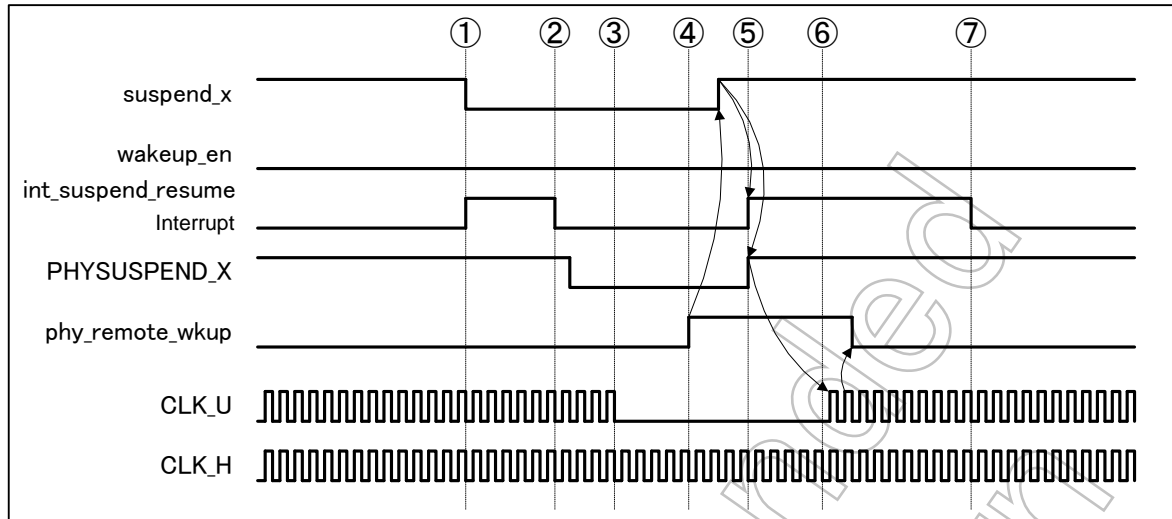 ① ② ③ ④ ⑤ ⑥ ⑦
suspend_x
wakeup_en
int_suspend_resume
Interrupt
PHYSUSPEND_X
phy_remote_wkup
CLK_U
CLK_H